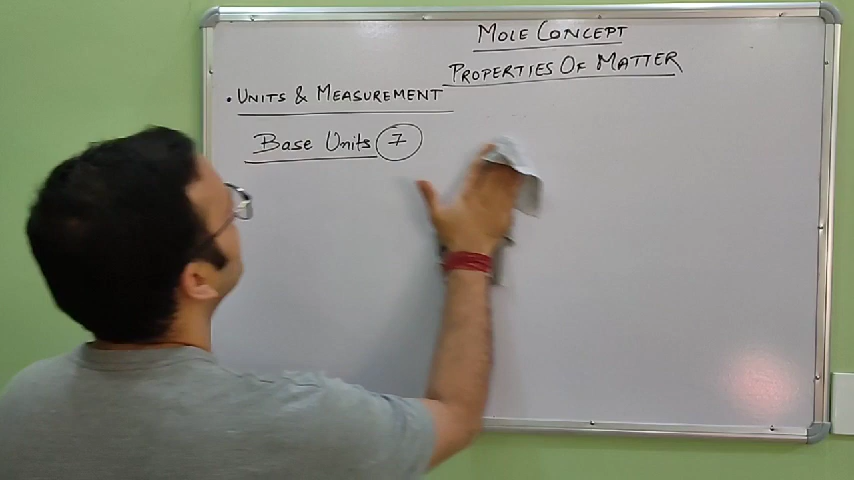 MOLE CONCEPT
PROPERTIES OF MATTER
• UNITS & MEASUREMENT
Base Units 7